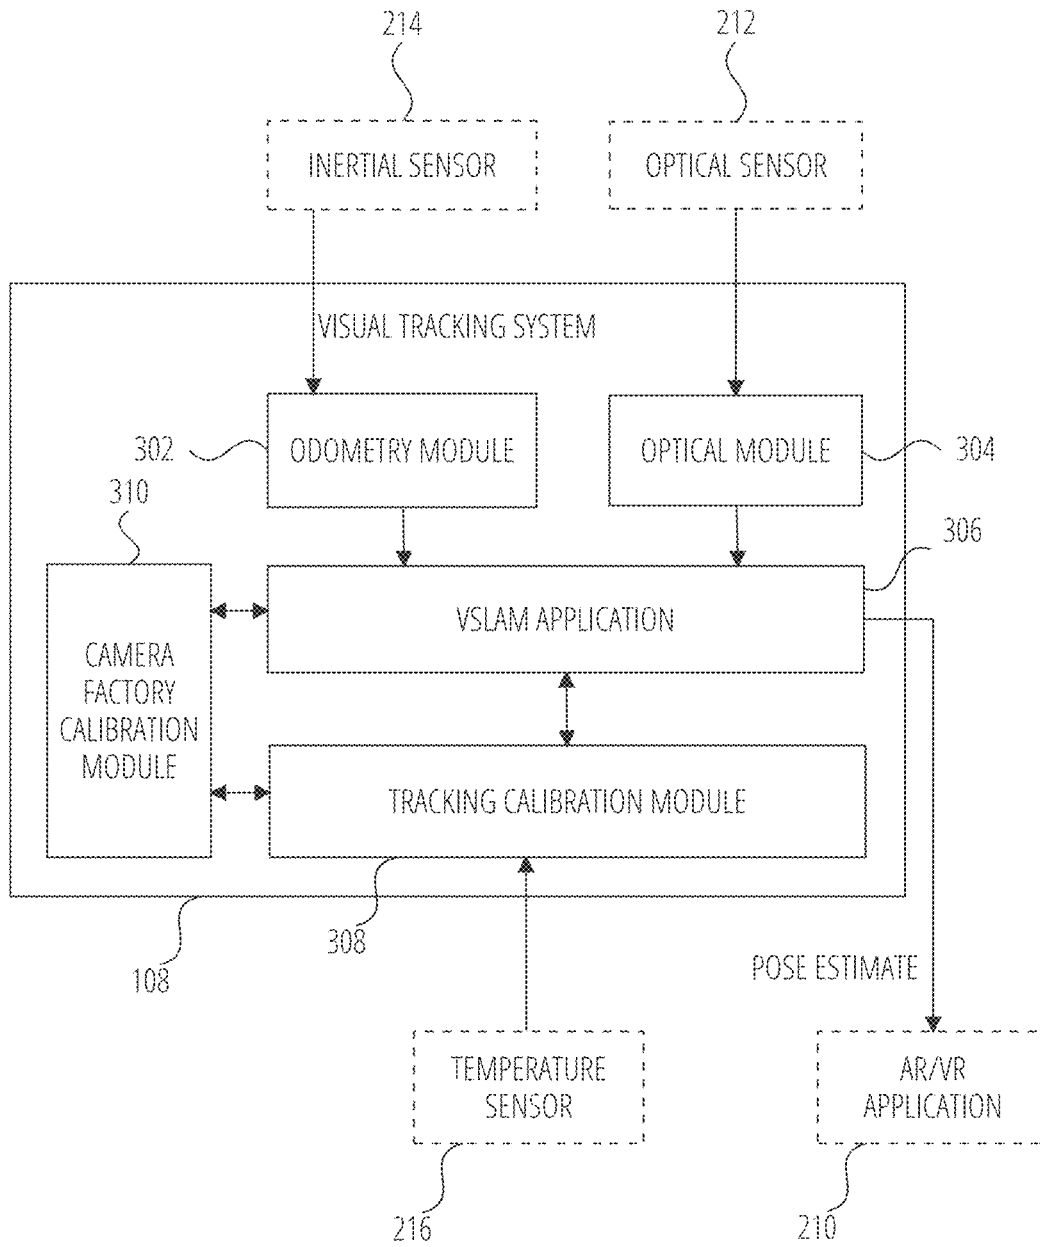 214
212
INERTIAL SENSOR
OPTICAL SENSOR
VISUAL TRACKING SYSTEM
302
ODOMETRY MODULE
OPTICAL MODULE
304
310
306
VSLAM APPLICATION
CAMERA
FACTORY
CALIBRATION
MODULE
TRACKING CALIBRATION MODULE
308
108
POSE ESTIMATE
TEMPERATURE
SENSOR
AR/VR
APPLICATION
216
210